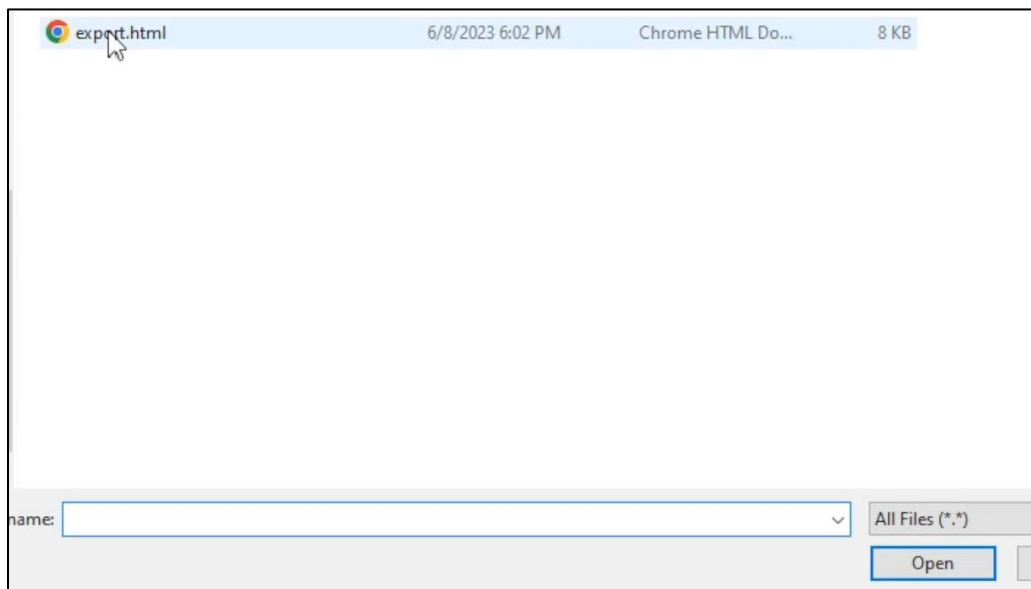 export.html 6/8/2023 6:02 PM Chrome HTML Do... 8 KB
name: All Files (*.*)
Open